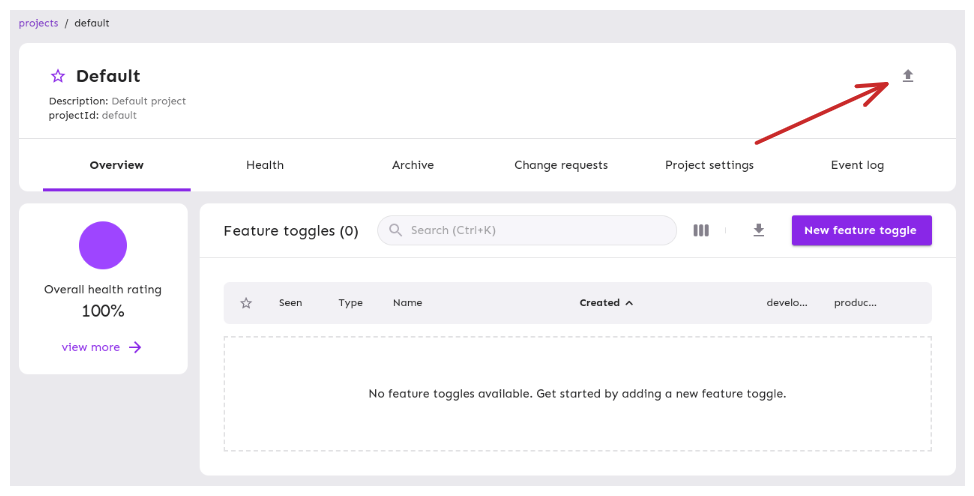 projects / default
Default
Description: Default project
projectId: default
Overview Health Archive Change requests Project settings Event log
Overall health rating
100%
view more
Feature toggles (0) Search (Ctrl+K) New feature toggle
Seen Type Name Created develo... produc...
No feature toggles available. Get started by adding a new feature toggle.